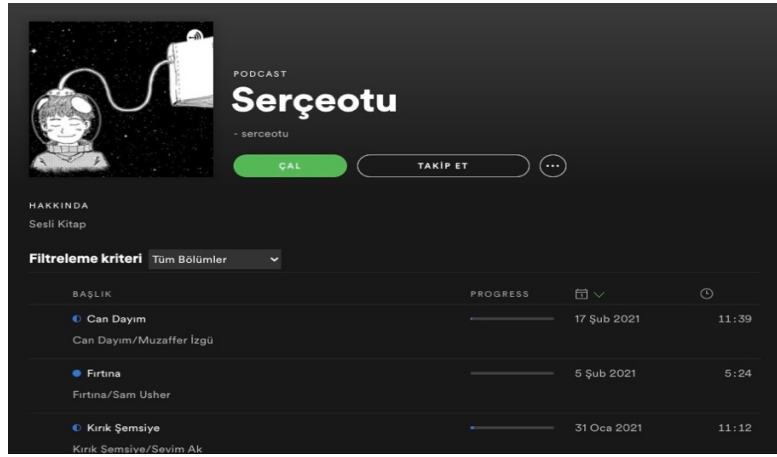 PODCAST
Serçeotu
- serceotu
ÇAL
TAKİP ET
HAKKINDA
Sesli Kitap
Filtreleme kriteri Tüm Bölümler
BAŞLIK PROGRESS
Can Dayım 17 Şub 2021 11:39
Can Dayım/Muzaffer İzgü
Fırtına 5 Şub 2021 5:24
Fırtına/Sam Usher
Kırık Şemsiye 31 Oca 2021 11:12
Kırık Şemsiye/Sevim Ak